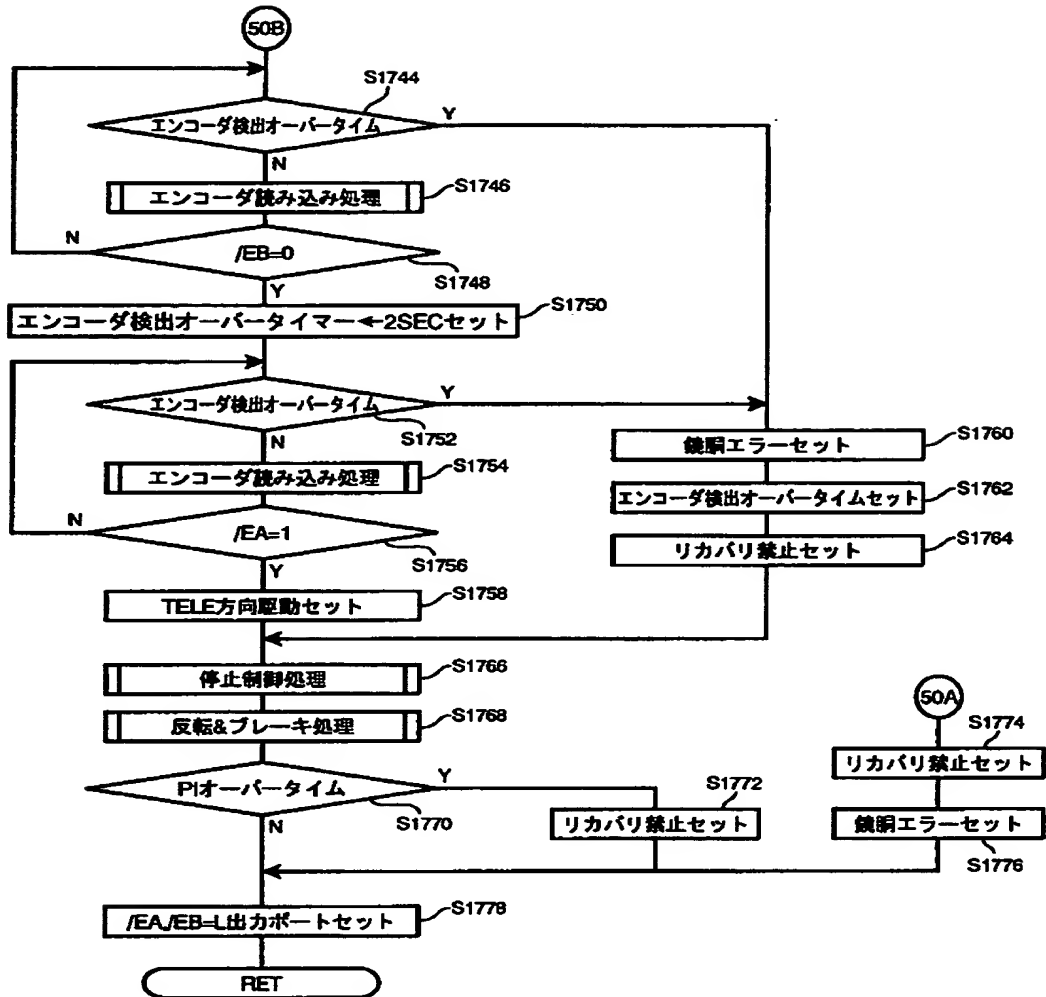 50B
S1744
エンコーダ検出オーバータイム
Y
N
エンコーダ読み込み処理
S1746
N
/EB=0
S1748
Y
エンコーダ検出オーバータイマー←2SECセット
S1750
エンコーダ検出オーバータイム
Y
S1752
N
エンコーダ読み込み処理
S1754
N
/EA=1
S1756
Y
TELE方向駆動セット
S1758
鏡胴エラーセット
S1760
エンコーダ検出オーバータイムセット
S1762
リカバリ禁止セット
S1764
停止制御処理
S1766
反転&ブレーキ処理
S1768
PIオーバータイム
Y
S1770
N
S1772
リカバリ禁止セット
50A
S1774
リカバリ禁止セット
鏡胴エラーセット
S1776
/EA,/EB=L出力ポートセット
S1778
RET